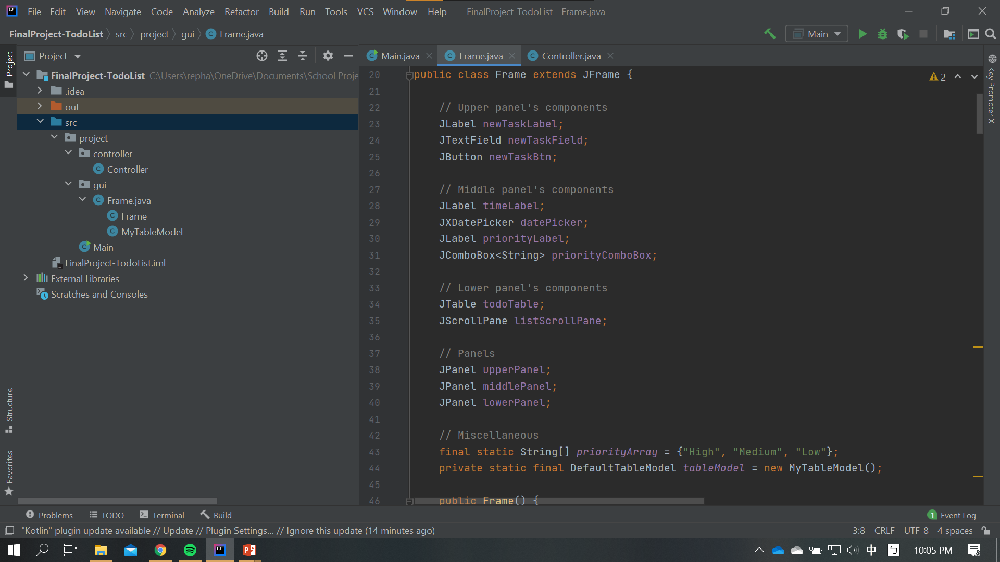 File Edit View Navigate Code Analyze Refactor Build Run Tools VCS Window Help FinalProject-TodoList - Frame.java
FinalProject-TodoList src project gui Frame.java Main
Project
Project
FinalProject-TodoList C:\Users\repha\OneDrive\Documents\School Proje
.idea
out
src
project
controller
Controller
gui
Frame.java
Frame
MyTableModel
Main
FinalProject-TodoList.iml
External Libraries
Scratches and Consoles
Structure
Favorites
Main.java Frame.java Controller.java
2
Key Promoter X
20 public class Frame extends JFrame {
21
22 // Upper panel's components
23 JLabel newTaskLabel;
24 JTextField newTaskField;
25 JButton newTaskBtn;
26
27 // Middle panel's components
28 JLabel timeLabel;
29 JXDatePicker datePicker;
30 JLabel priorityLabel;
31 JComboBox<String> priorityComboBox;
32
33 // Lower panel's components
34 JTable todoTable;
35 JScrollPane listScrollPane;
36
37 // Panels
38 JPanel upperPanel;
39 JPanel middlePanel;
40 JPanel lowerPanel;
41
42 // Miscellaneous
43 final static String[] priorityArray = {"High", "Medium", "Low"};
44 private static final DefaultTableModel tableModel = new MyTableModel();
45
46 public Frame() {
Problems TODO Terminal Build 1 Event Log
"Kotlin" plugin update available // Update // Plugin Settings... // Ignore this update (14 minutes ago) 3:8 CRLF UTF-8 4 spaces
中 ㄅ 10:05 PM